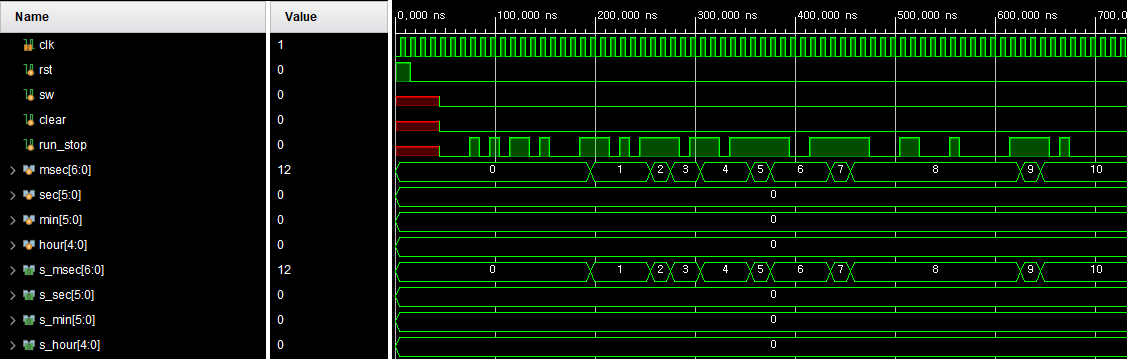 Name Value 0,000 ns 100,000 ns 200,000 ns 300,000 ns 400,000 ns 500,000 ns 600,000 ns 700,0
clk 1
rst 0
sw 0
clear 0
run_stop 0
msec[6:0] 12 0 1 2 3 4 5 6 7 8 9 10
sec[5:0] 0 0
min[5:0] 0 0
hour[4:0] 0 0
s_msec[6:0] 12 0 1 2 3 4 5 6 7 8 9 10
s_sec[5:0] 0 0
s_min[5:0] 0 0
s_hour[4:0] 0 0